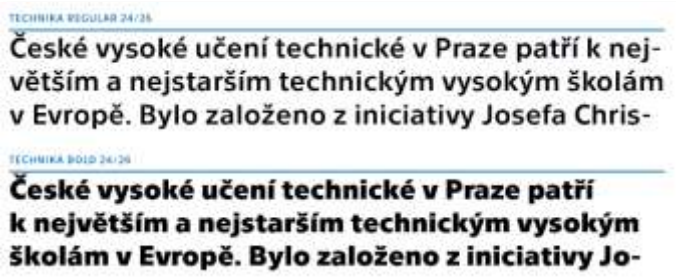 TECHNIKA REGULAR 24/26
České vysoké učení technické v Praze patří k nej-
větším a nejstarším technickým vysokým školám
v Evropě. Bylo založeno z iniciativy Josefa Chris-
TECHNIKA BOLD 24/26
České vysoké učení technické v Praze patří
k největším a nejstarším technickým vysokým
školám v Evropě. Bylo založeno z iniciativy Jo-